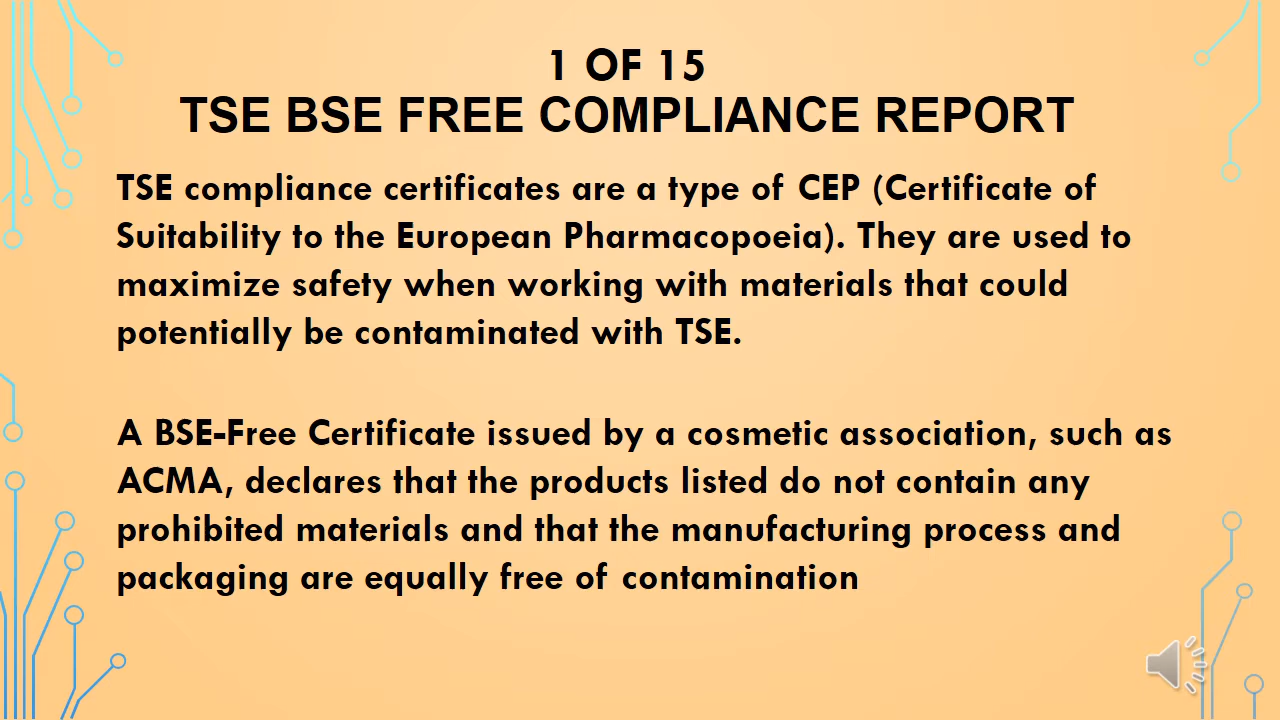 1 OF 15
TSE BSE FREE COMPLIANCE REPORT
TSE compliance certificates are a type of CEP (Certificate of
Suitability to the European Pharmacopoeia). They are used to
maximize safety when working with materials that could
potentially be contaminated with TSE.
A BSE-Free Certificate issued by a cosmetic association, such as
ACMA, declares that the products listed do not contain any
prohibited materials and that the manufacturing process and
packaging are equally free of contamination